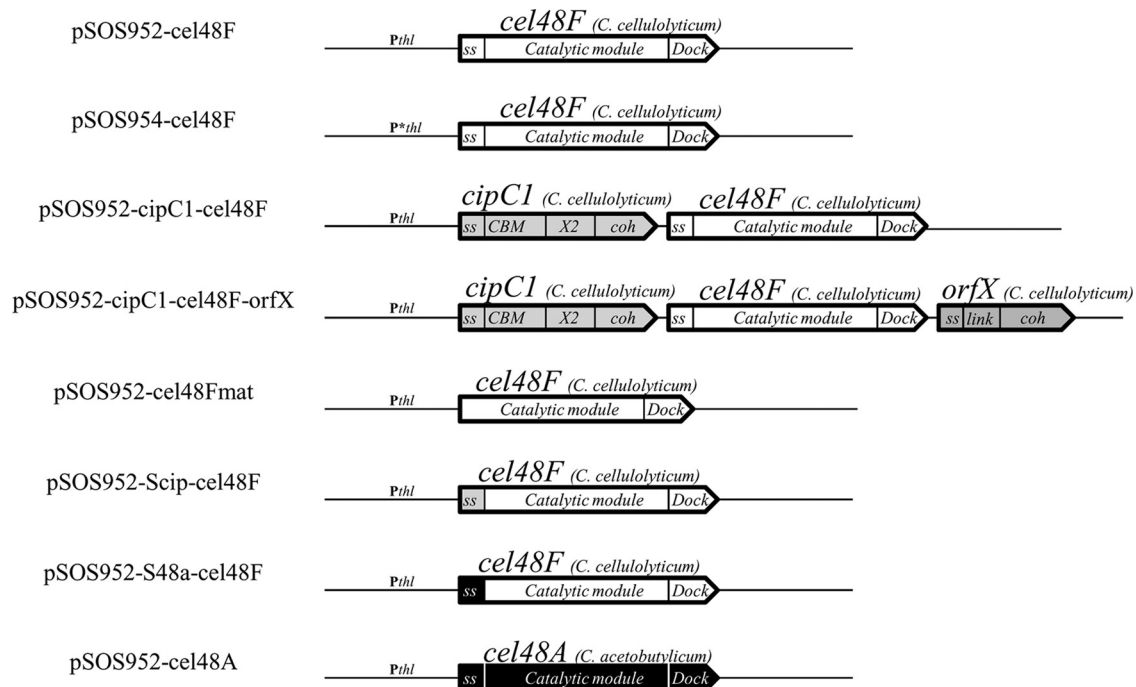 pSOS952-cel48F
cel48F (C. cellulolyticum)
Pthl ss Catalytic module Dock
pSOS954-cel48F
cel48F (C. cellulolyticum)
P*thl ss Catalytic module Dock
pSOS952-cipC1-cel48F
cipC1 (C. cellulolyticum) cel48F (C. cellulolyticum)
Pthl ss CBM X2 coh ss Catalytic module Dock
pSOS952-cipC1-cel48F-orfX
cipC1 (C. cellulolyticum) cel48F (C. cellulolyticum) orfX (C. cellulolyticum)
Pthl ss CBM X2 coh ss Catalytic module Dock ss link coh
pSOS952-cel48Fmat
cel48F (C. cellulolyticum)
Pthl Catalytic module Dock
pSOS952-Scip-cel48F
cel48F (C. cellulolyticum)
Pthl ss Catalytic module Dock
pSOS952-S48a-cel48F
cel48F (C. cellulolyticum)
Pthl ss Catalytic module Dock
pSOS952-cel48A
cel48A (C. acetobutylicum)
Pthl ss Catalytic module Dock